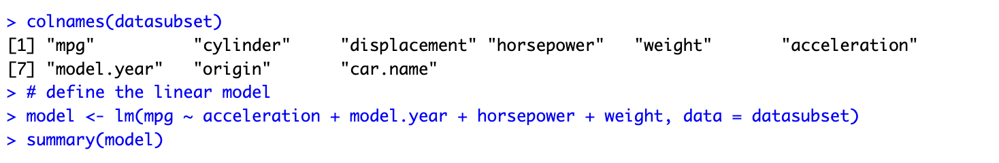 > colnames(datasubset)
[1] "mpg"          "cylinder"     "displacement" "horsepower"   "weight"       "acceleration"
[7] "model.year"   "origin"       "car.name"
> # define the linear model
> model <- lm(mpg ~ acceleration + model.year + horsepower + weight, data = datasubset)
> summary(model)